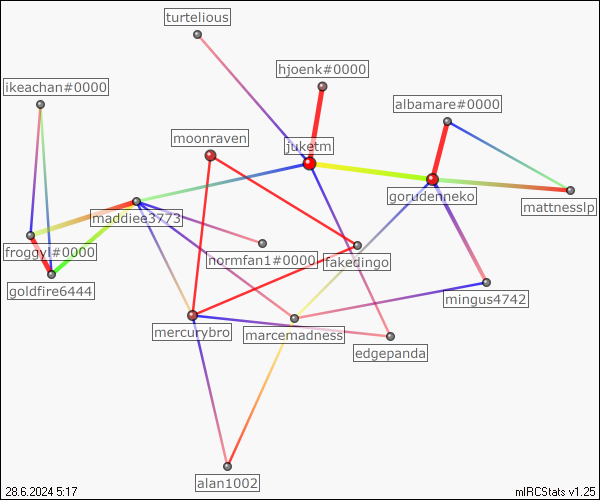 turtelious
hjoenk#0000
ikeachan#0000
albamare#0000
moonraven
juketm
gorudenneko
mattnesslp
maddiea3773
froggyl#0000
normfan1#0000
fakedingo
goldfire6444
mingus4742
mercurybro
marcemadness
edgepanda
alan1002
28.6.2024 5:17
mIRCStats v1.25